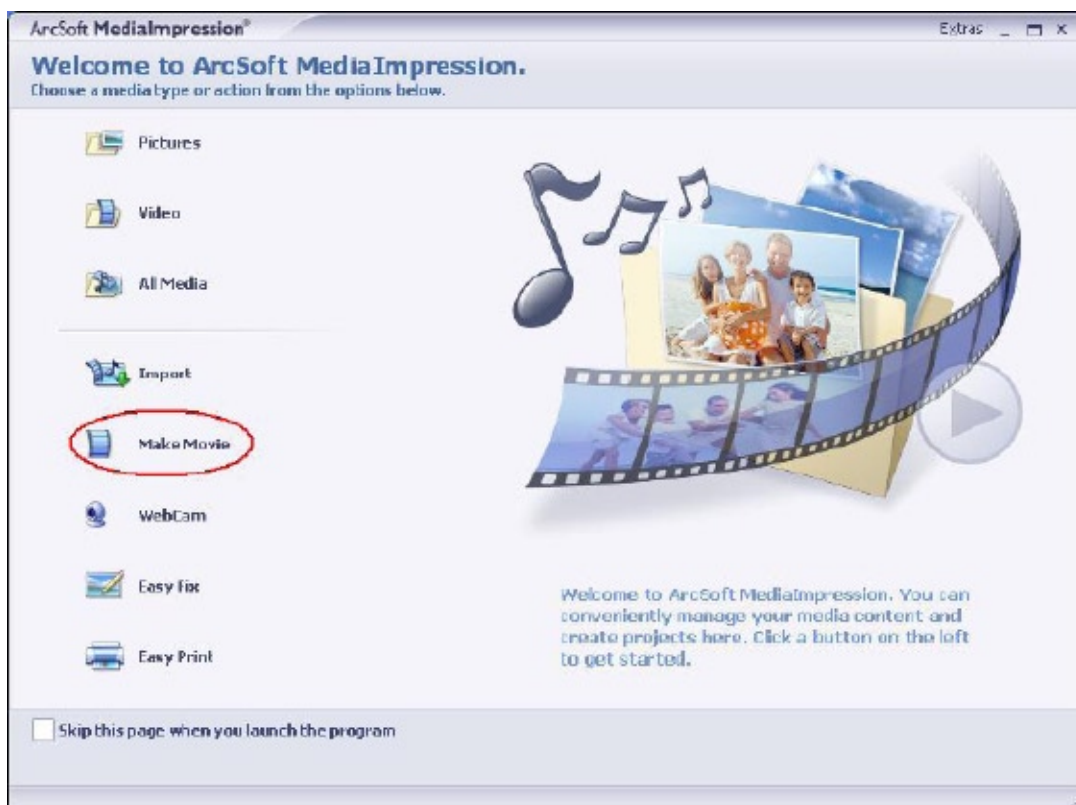 ArcSoft MediaImpression®
Extras
Welcome to ArcSoft MediaImpression.
Choose a media type or action from the options below.
Pictures
Video
All Media
Import
Make Movie
WebCam
Easy Fix
Easy Print
Welcome to ArcSoft MediaImpression. You can
conveniently manage your media content and
create projects here. Click a button on the left
to get started.
Skip this page when you launch the program